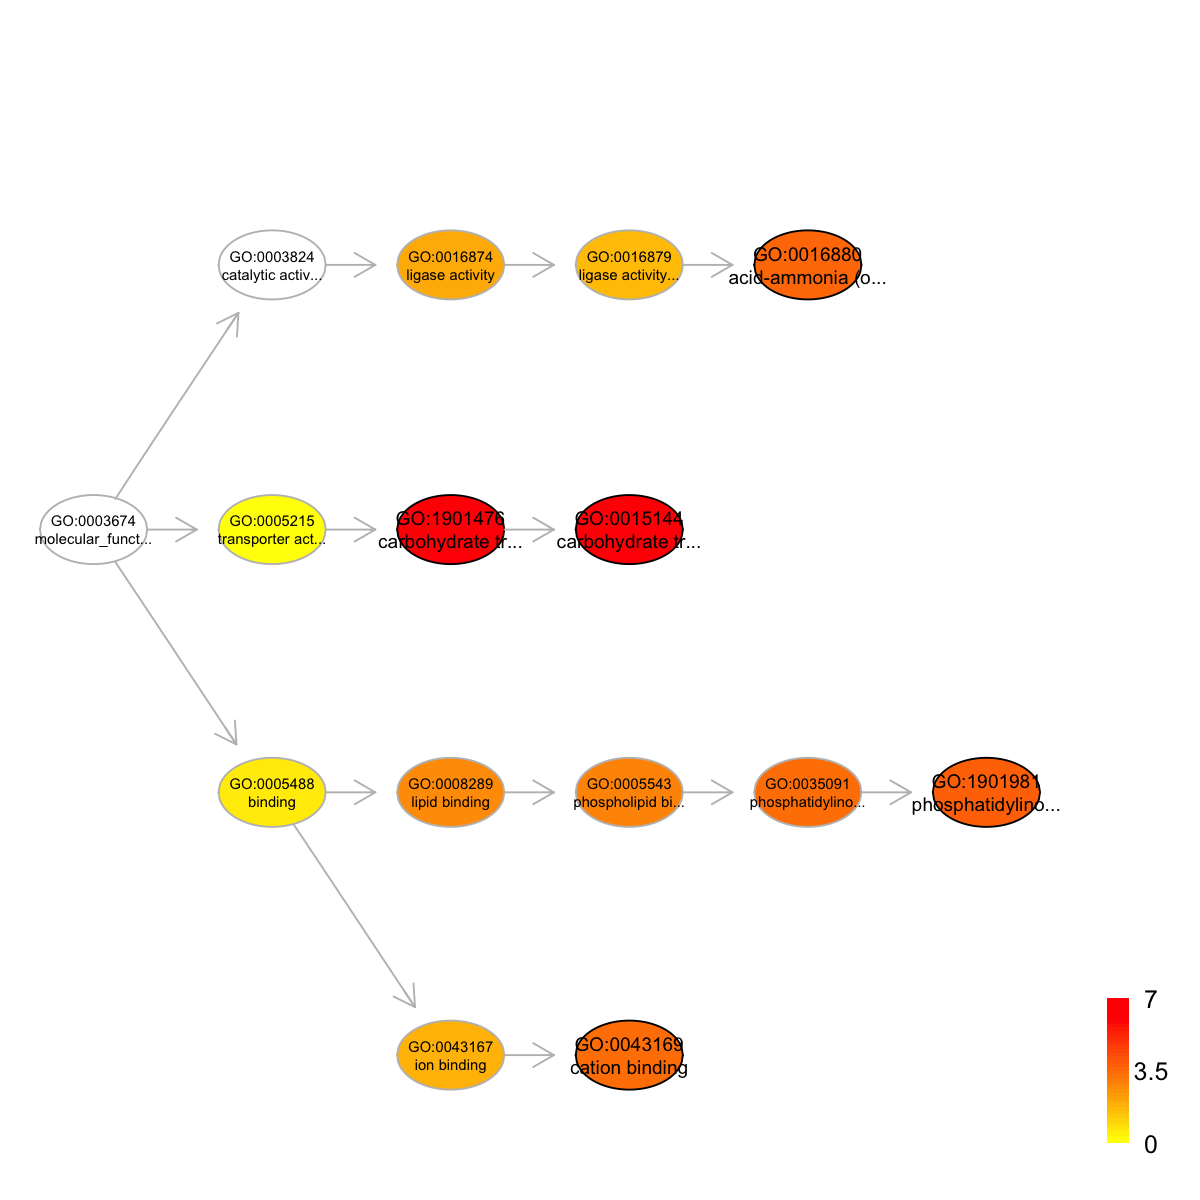 GO:0003824
catalytic activ...
GO:0016874
ligase activity
GO:0016879
ligase activity...
GO:0016880
acid-ammonia (o...
GO:0003674
molecular_funct...
GO:0005215
transporter act...
GO:1901476
carbohydrate tr...
GO:0015144
carbohydrate tr...
GO:0005488
binding
GO:0008289
lipid binding
GO:0005543
phospholipid bi...
GO:0035091
phosphatidylino...
GO:1901981
phosphatidylino...
GO:0043167
ion binding
GO:0043169
cation binding
7
3.5
0